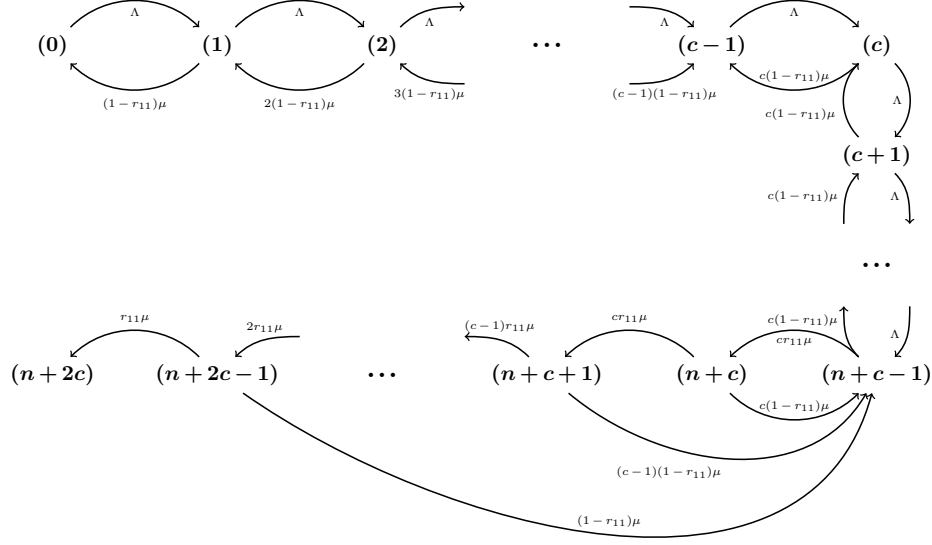 Λ Λ Λ Λ Λ
(0) (1) (2) ... (c − 1) (c)
(1−r₁₁)μ 2(1−r₁₁)μ 3(1−r₁₁)μ (c−1)(1−r₁₁)μ c(1−r₁₁)μ
c(1−r₁₁)μ Λ
(c + 1)
c(1−r₁₁)μ Λ
...
r₁₁μ 2r₁₁μ (c−1)r₁₁μ cr₁₁μ c(1−r₁₁)μ Λ
cr₁₁μ
(n + 2c) (n + 2c − 1) ... (n + c + 1) (n + c) (n + c − 1)
c(1−r₁₁)μ
(c−1)(1−r₁₁)μ
(1−r₁₁)μ